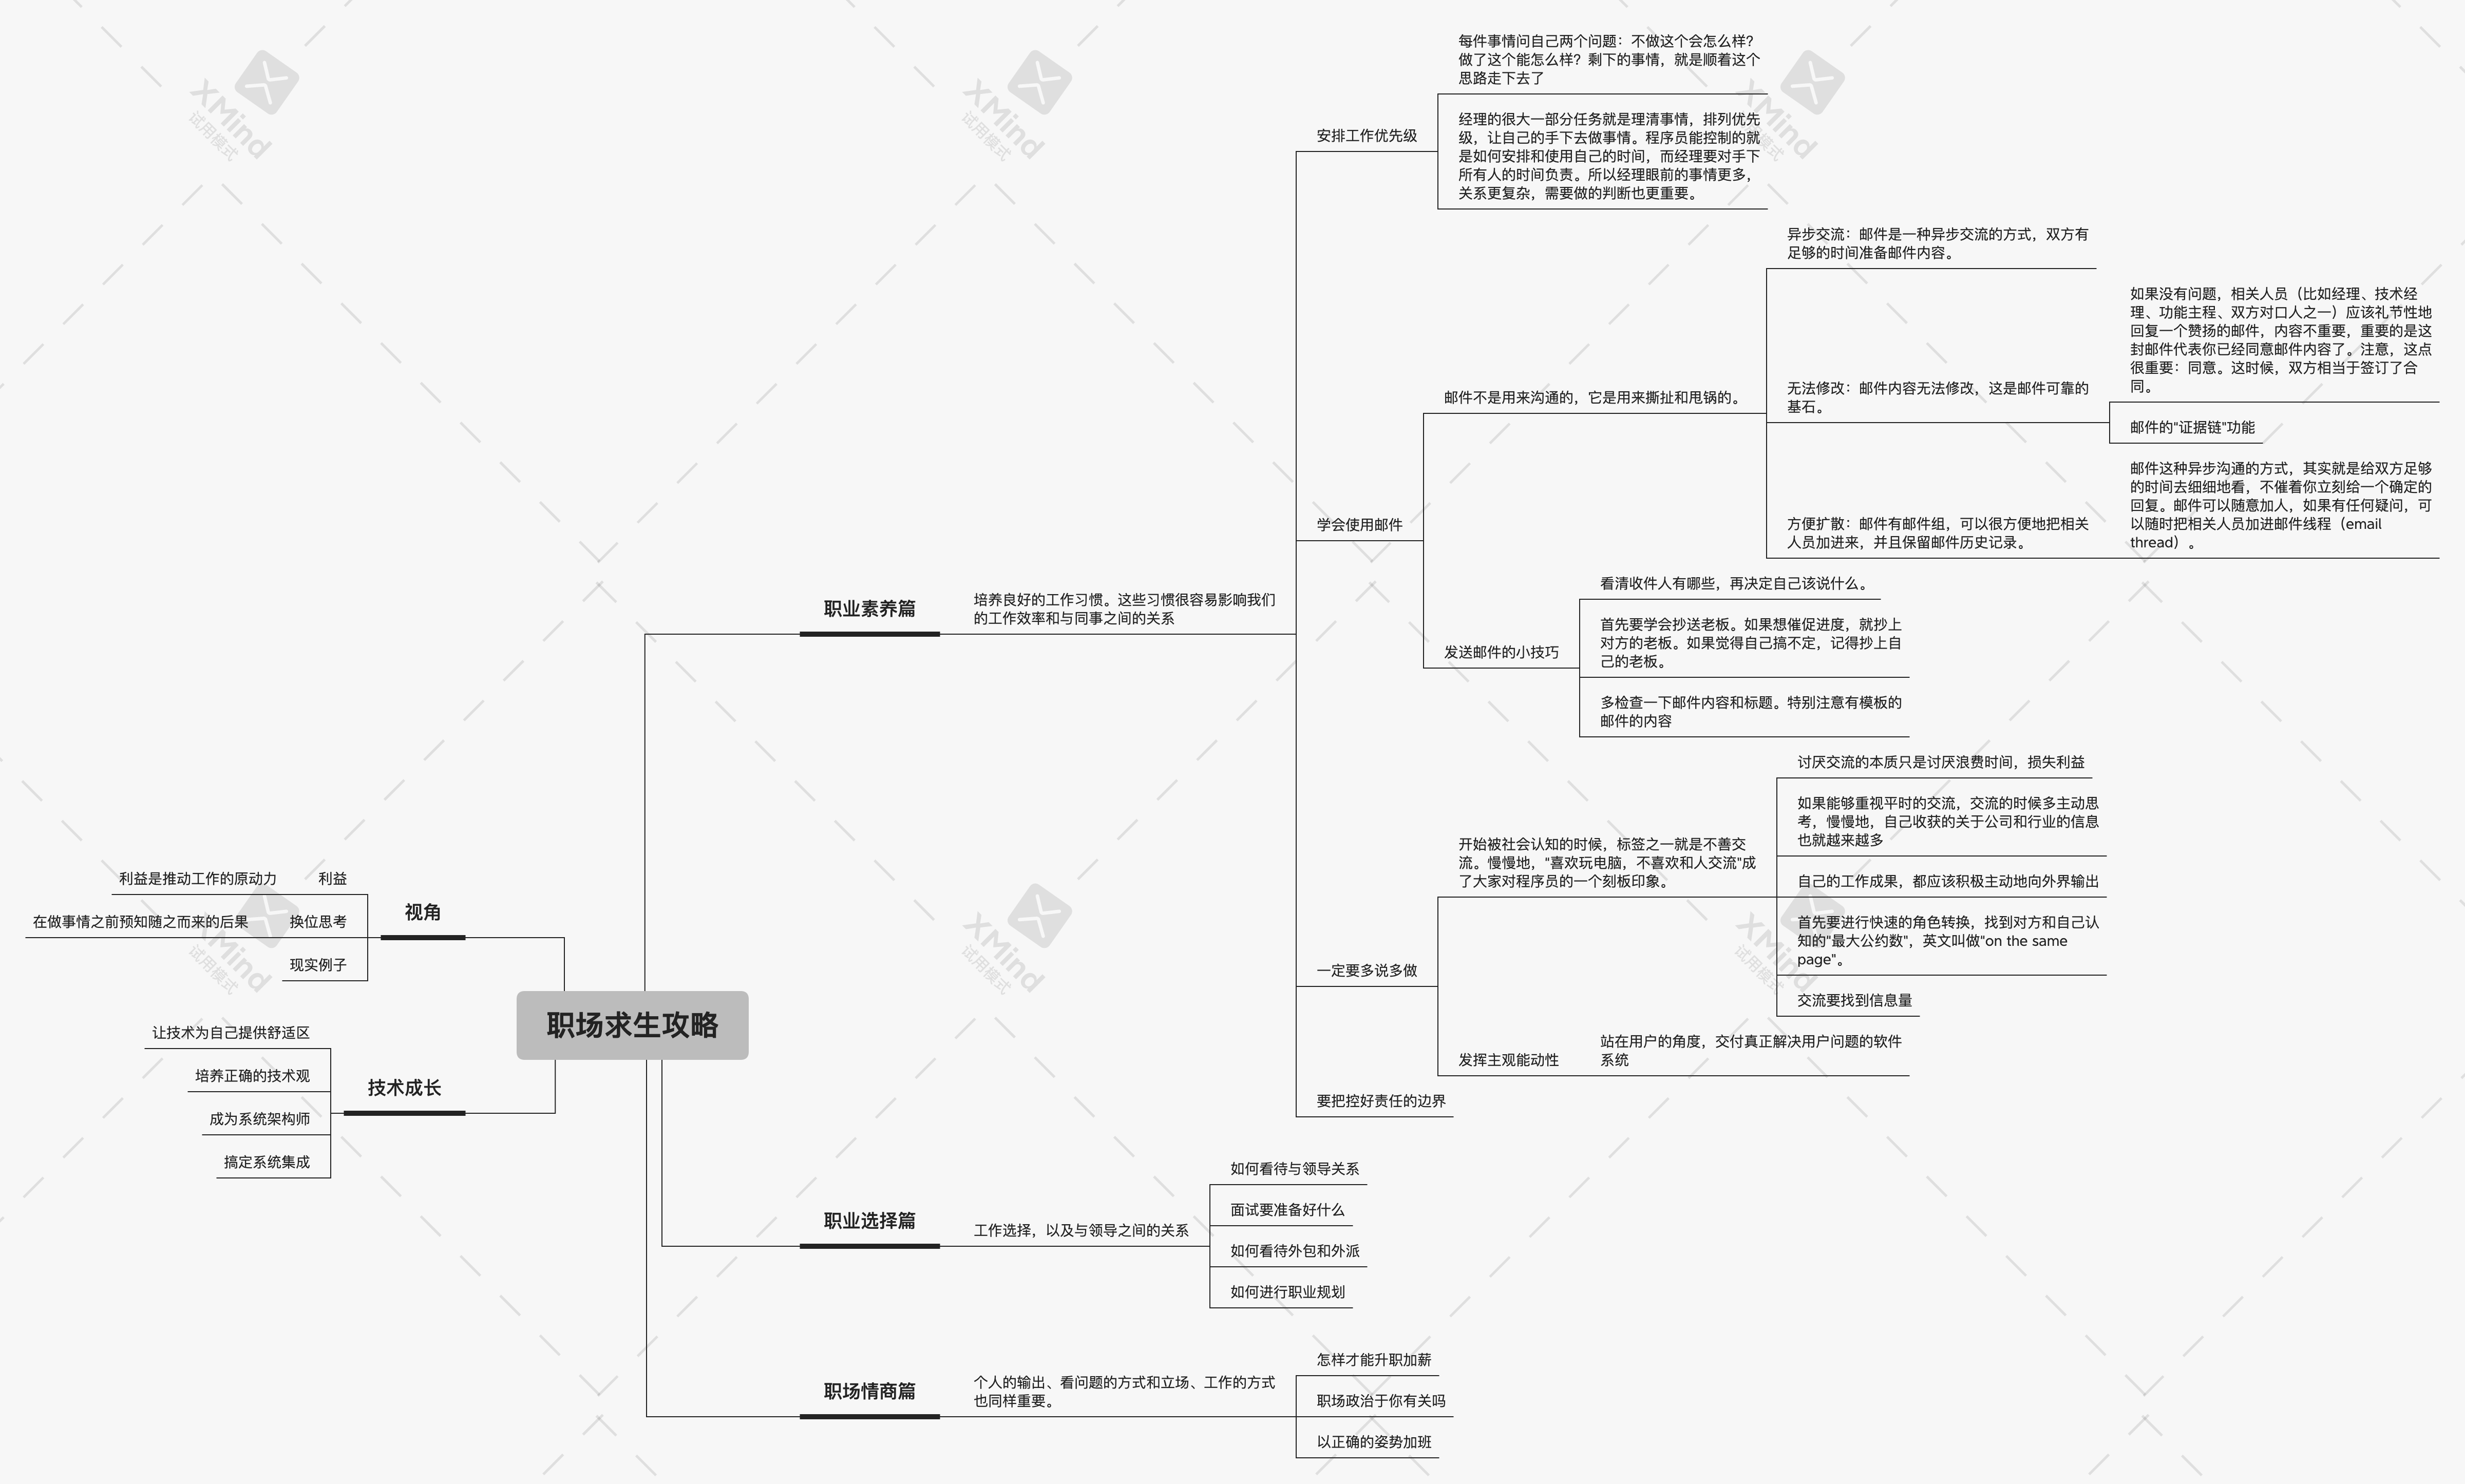 职场求生攻略
职业素养篇
培养良好的工作习惯。这些习惯很容易影响我们
的工作效率和与同事之间的关系
安排工作优先级
每件事情问自己两个问题：不做这个会怎么样？
做了这个能怎么样？剩下的事情，就是顺着这个
思路走下去了
经理的很大一部分任务就是理清事情，排列优先
级，让自己的手下去做事情。程序员能控制的就
是如何安排和使用自己的时间，而经理要对手下
所有人的时间负责。所以经理眼前的事情更多，
关系更复杂，需要做的判断也更重要。
学会使用邮件
邮件不是用来沟通的，它是用来撕扯和甩锅的。
异步交流：邮件是一种异步交流的方式，双方有
足够的时间准备邮件内容。
无法修改：邮件内容无法修改，这是邮件可靠的
基石。
如果没有问题，相关人员（比如经理、技术经
理、功能主程、双方对口人之一）应该礼节性地
回复一个赞扬的邮件，内容不重要，重要的是这
封邮件代表你已经同意邮件内容了。注意，这点
很重要：同意。这时候，双方相当于签订了合
同。
邮件的"证据链"功能
方便扩散：邮件有邮件组，可以很方便地把相关
人员加进来，并且保留邮件历史记录。
邮件这种异步沟通的方式，其实就是给双方足够
的时间去细细地看，不催着你立刻给一个确定的
回复。邮件可以随意加人，如果有任何疑问，可
以随时把相关人员加进邮件线程（email
thread）。
发送邮件的小技巧
看清收件人有哪些，再决定自己该说什么。
首先要学会抄送老板。如果想催促进度，就抄上
对方的老板。如果觉得自己搞不定，记得抄上自
己的老板。
多检查一下邮件内容和标题。特别注意有模板的
邮件的内容
一定要多说多做
开始被社会认知的时候，标签之一就是不善交
流。慢慢地，"喜欢玩电脑，不喜欢和人交流"成
了大家对程序员的一个刻板印象。
讨厌交流的本质只是讨厌浪费时间，损失利益
如果能够重视平时的交流，交流的时候多主动思
考，慢慢地，自己收获的关于公司和行业的信息
也就越来越多
自己的工作成果，都应该积极主动地向外界输出
首先要进行快速的角色转换，找到对方和自己认
知的"最大公约数"，英文叫做"on the same
page"。
交流要找到信息量
发挥主观能动性
站在用户的角度，交付真正解决用户问题的软件
系统
要把控好责任的边界
职业选择篇
工作选择，以及与领导之间的关系
如何看待与领导关系
面试要准备好什么
如何看待外包和外派
如何进行职业规划
职场情商篇
个人的输出、看问题的方式和立场、工作的方式
也同样重要。
怎样才能升职加薪
职场政治于你有关吗
以正确的姿势加班
视角
利益
利益是推动工作的原动力
换位思考
在做事情之前预知随之而来的后果
现实例子
技术成长
让技术为自己提供舒适区
培养正确的技术观
成为系统架构师
搞定系统集成
XMind
试用模式
XMind
试用模式
XMind
试用模式
XMind
试用模式
XMind
试用模式
XMind
试用模式